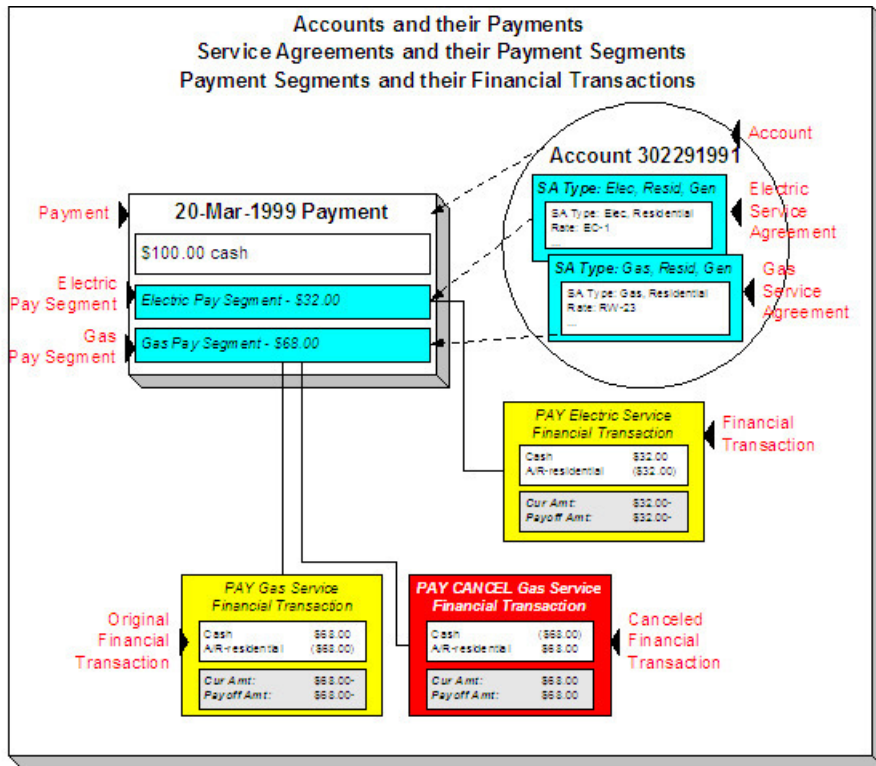 Accounts and their Payments
Service Agreements and their Payment Segments
Payment Segments and their Financial Transactions
Account
Account 302291991
SA Type: Elec, Resid, Gen
SA Type: Elec, Residential
Rate: EC-1
...
Electric
Service
Agreement
SA Type: Gas, Resid, Gen
SA Type: Gas, Residential
Rate: RW-23
...
Gas
Service
Agreement
Payment
20-Mar-1999 Payment
$100.00 cash
Electric
Pay Segment
Electric Pay Segment - $32.00
Gas
Pay Segment
Gas Pay Segment - $68.00
PAY Electric Service
Financial Transaction
Cash $32.00
A/R-residential ($32.00)
Cur Amt: $32.00-
Payoff Amt: $32.00-
Financial
Transaction
Original
Financial
Transaction
PAY Gas Service
Financial Transaction
Cash $68.00
A/R-residential ($68.00)
Cur Amt: $68.00-
Payoff Amt: $68.00-
PAY CANCEL Gas Service
Financial Transaction
Cash ($68.00)
A/R-residential $68.00
Cur Amt: $68.00
Payoff Amt: $68.00
Canceled
Financial
Transaction